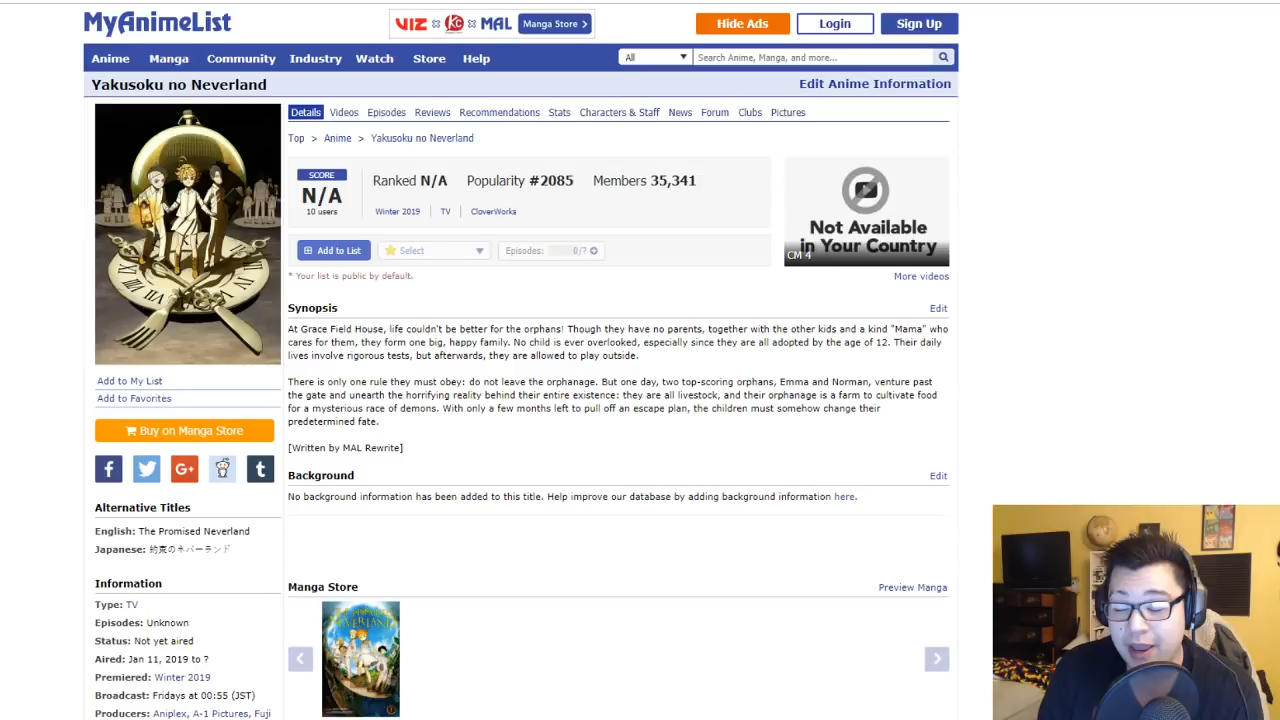 MyAnimeList
VIZ KC MAL Manga Store >
Hide Ads Login Sign Up
Anime Manga Community Industry Watch Store Help
All Search Anime, Manga, and more...
Yakusoku no Neverland Edit Anime Information
Details Videos Episodes Reviews Recommendations Stats Characters & Staff News Forum Clubs Pictures
Top > Anime > Yakusoku no Neverland
SCORE
N/A
10 users
Ranked N/A Popularity #2085 Members 35,341
Winter 2019 TV CloverWorks
Add to List Select Episodes: 0/?
* Your list is public by default.
Not Available
in Your Country
CM 4
More videos
Synopsis Edit
At Grace Field House, life couldn't be better for the orphans! Though they have no parents, together with the other kids and a kind "Mama" who
cares for them, they form one big, happy family. No child is ever overlooked, especially since they are all adopted by the age of 12. Their daily
lives involve rigorous tests, but afterwards, they are allowed to play outside.
There is only one rule they must obey: do not leave the orphanage. But one day, two top-scoring orphans, Emma and Norman, venture past
the gate and unearth the horrifying reality behind their entire existence: they are all livestock, and their orphanage is a farm to cultivate food
for a mysterious race of demons. With only a few months left to pull off an escape plan, the children must somehow change their
predetermined fate.
[Written by MAL Rewrite]
Background Edit
No background information has been added to this title. Help improve our database by adding background information here.
Manga Store Preview Manga
THE PROMISED
NEVERLAND
Add to My List
Add to Favorites
Buy on Manga Store
Alternative Titles
English: The Promised Neverland
Japanese: 約束のネバーランド
Information
Type: TV
Episodes: Unknown
Status: Not yet aired
Aired: Jan 11, 2019 to ?
Premiered: Winter 2019
Broadcast: Fridays at 00:55 (JST)
Producers: Aniplex, A-1 Pictures, Fuji